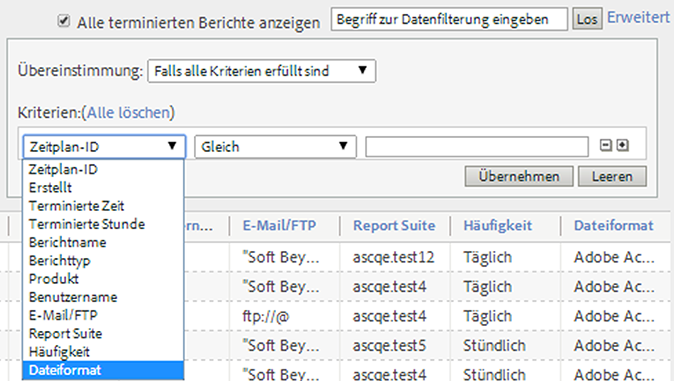 Alle terminierten Berichte anzeigen Begriff zur Datenfilterung eingeben Los Erweitert
Übereinstimmung: Falls alle Kriterien erfüllt sind
Kriterien:(Alle löschen)
Zeitplan-ID Gleich
Übernehmen Leeren
Zeitplan-ID
Erstellt
Terminierte Zeit
Terminierte Stunde
Berichtname
Berichttyp
Produkt
Benutzername
E-Mail/FTP
Report Suite
Häufigkeit
Dateiformat
ern... E-Mail/FTP Report Suite Häufigkeit Dateiformat
"Soft Bey... ascqe.test12 Täglich Adobe Ac...
"Soft Bey... ascqe.test4 Täglich Adobe Ac...
ftp://@ ascqe.test4 Täglich Adobe Ac...
"Soft Bey... ascqe.test5 Stündlich Adobe Ac...
"Soft Bey... ascqe.test4 Stündlich Adobe Ac...